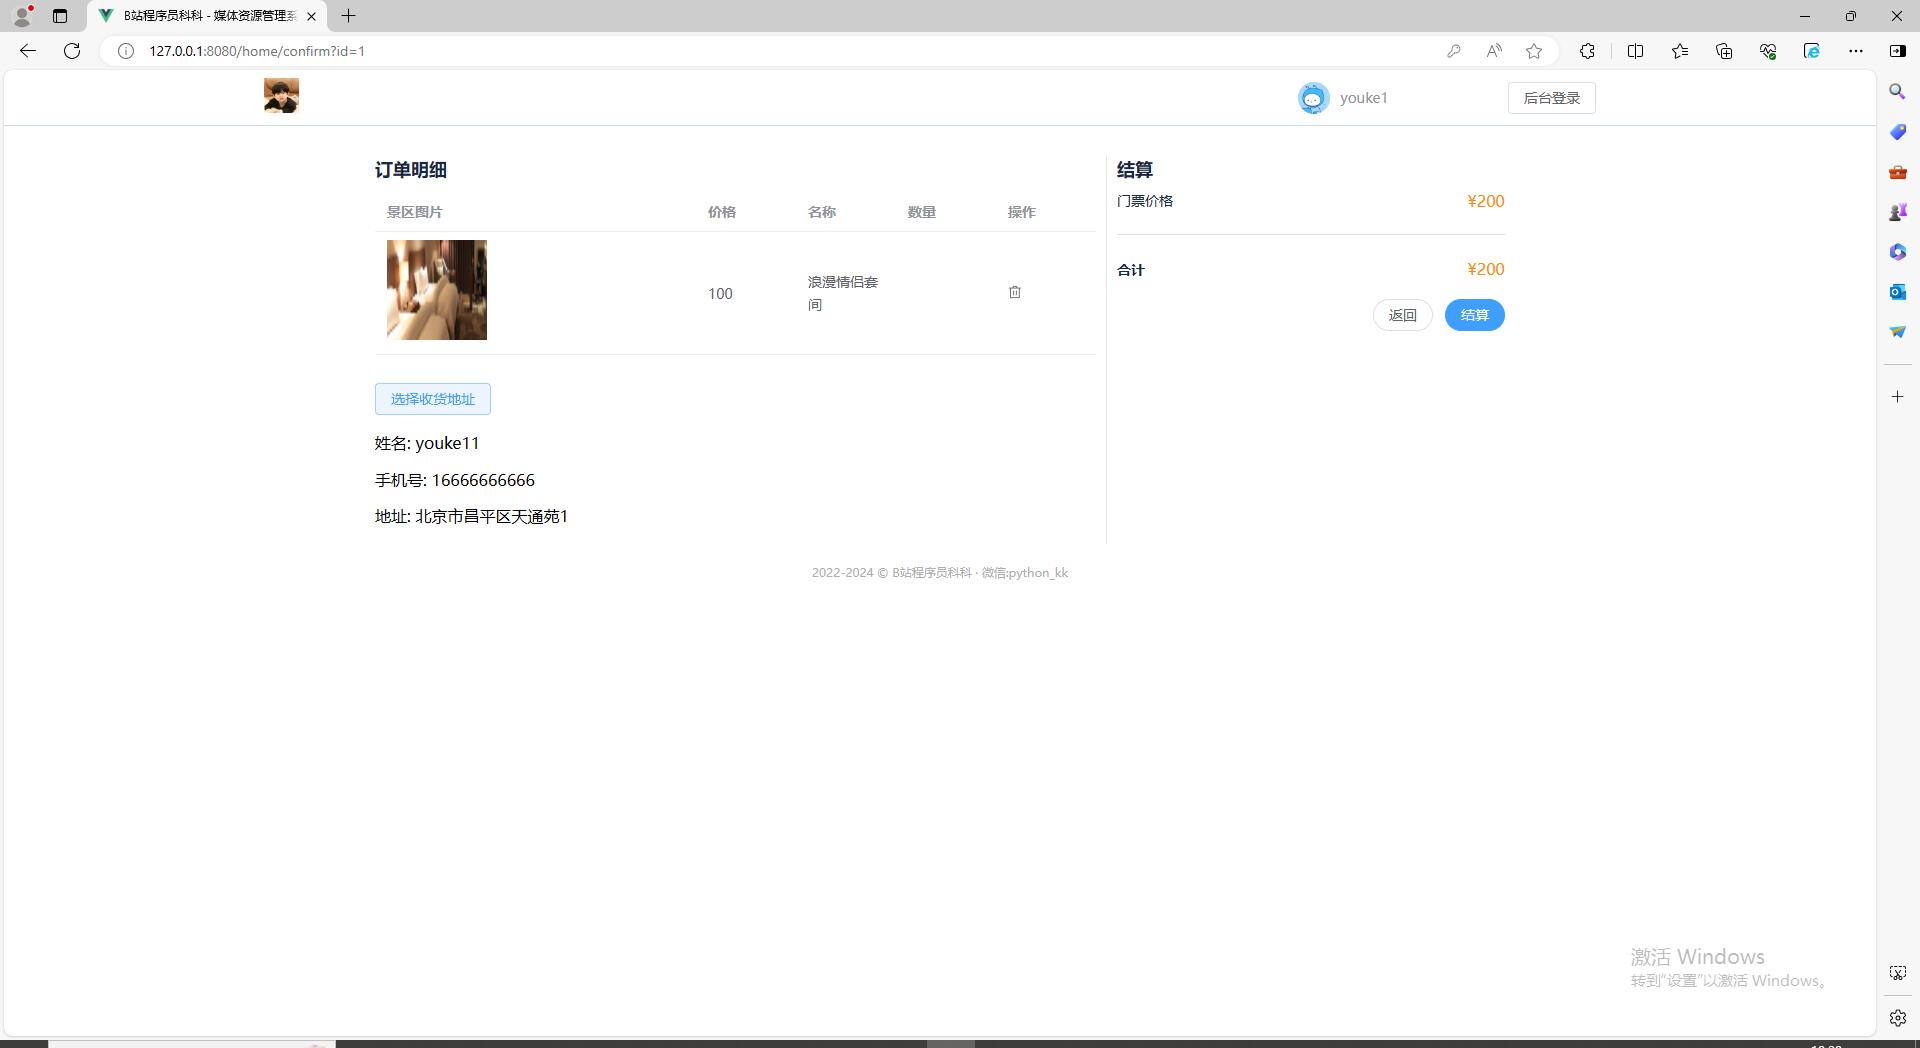 B站程序员科科 - 媒体资源管理系
127.0.0.1:8080/home/confirm?id=1
youke1
后台登录
订单明细
景区图片 价格 名称 数量 操作
100
浪漫情侣套
间
选择收货地址
姓名: youke11
手机号: 16666666666
地址: 北京市昌平区天通苑1
结算
门票价格 ¥200
合计 ¥200
返回 结算
2022-2024 © B站程序员科科 · 微信:python_kk
激活 Windows
转到“设置”以激活 Windows。